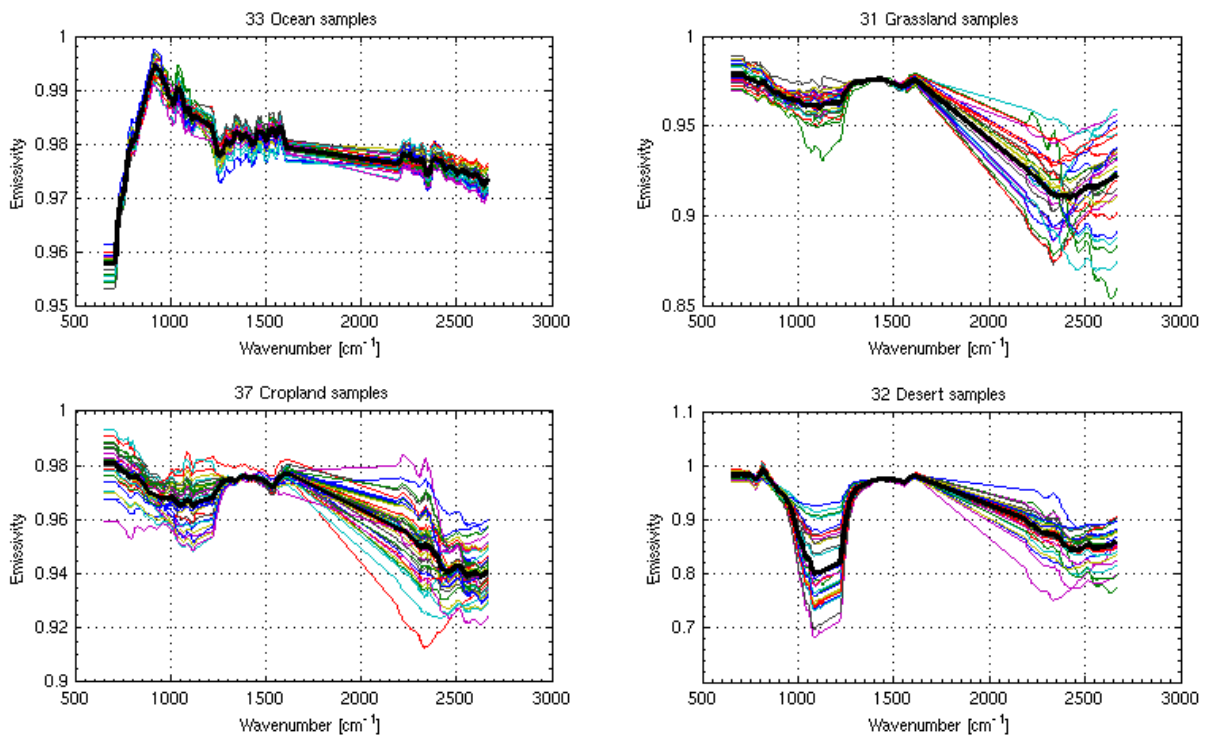 33 Ocean samples
1
0.99
0.98
0.97
0.96
0.95
Emissivity
500 1000 1500 2000 2500 3000
Wavenumber [cm⁻¹]
31 Grassland samples
1
0.95
0.9
0.85
Emissivity
500 1000 1500 2000 2500 3000
Wavenumber [cm⁻¹]
37 Cropland samples
1
0.98
0.96
0.94
0.92
0.9
Emissivity
500 1000 1500 2000 2500 3000
Wavenumber [cm⁻¹]
32 Desert samples
1.1
1
0.9
0.8
0.7
Emissivity
500 1000 1500 2000 2500 3000
Wavenumber [cm⁻¹]